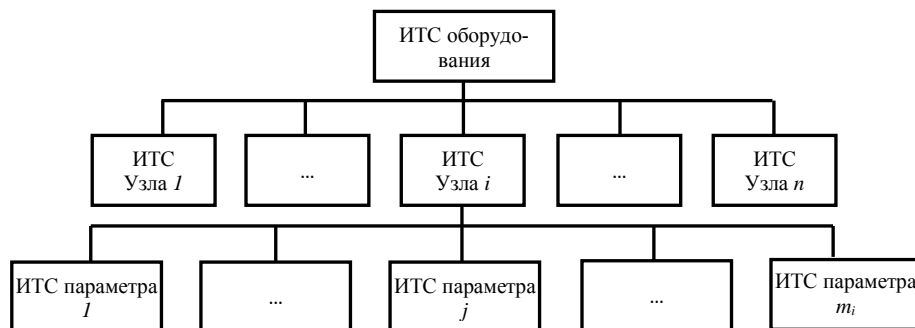 ИТС оборудо-
вания
ИТС
Узла 1
...
ИТС
Узла i
...
ИТС
Узла n
ИТС параметра
1
...
ИТС параметра
j
...
ИТС параметра
mi